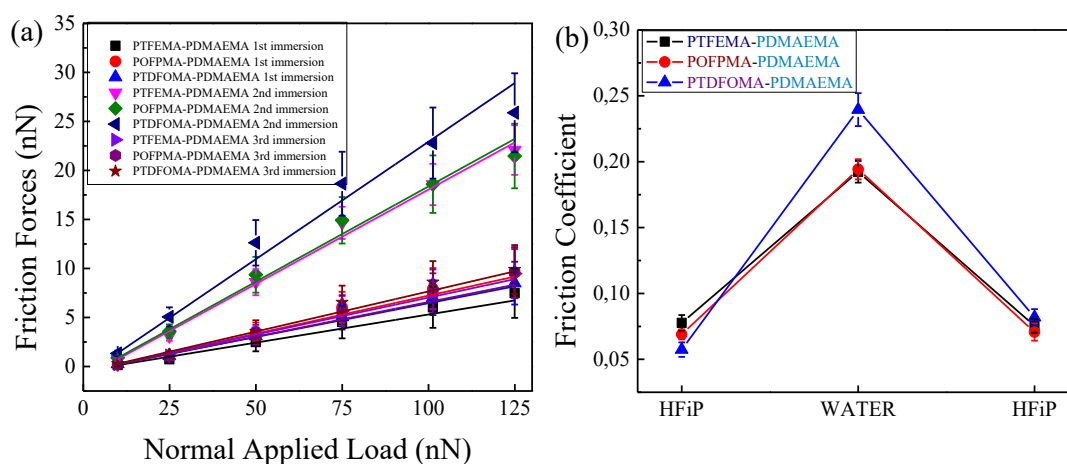 (a)
Friction Forces (nN)
35
30
25
20
15
10
5
0
PTFEMA-PDMAEMA 1st immersion
POFPMA-PDMAEMA 1st immersion
PTDFOMA-PDMAEMA 1st immersion
PTFEMA-PDMAEMA 2nd immersion
POFPMA-PDMAEMA 2nd immersion
PTDFOMA-PDMAEMA 2nd immersion
PTFEMA-PDMAEMA 3rd immersion
POFPMA-PDMAEMA 3rd immersion
PTDFOMA-PDMAEMA 3rd immersion
0 25 50 75 100 125
Normal Applied Load (nN)
(b)
Friction Coefficient
0,30
0,25
0,20
0,15
0,10
0,05
PTFEMA-PDMAEMA
POFPMA-PDMAEMA
PTDFOMA-PDMAEMA
HFiP WATER HFiP